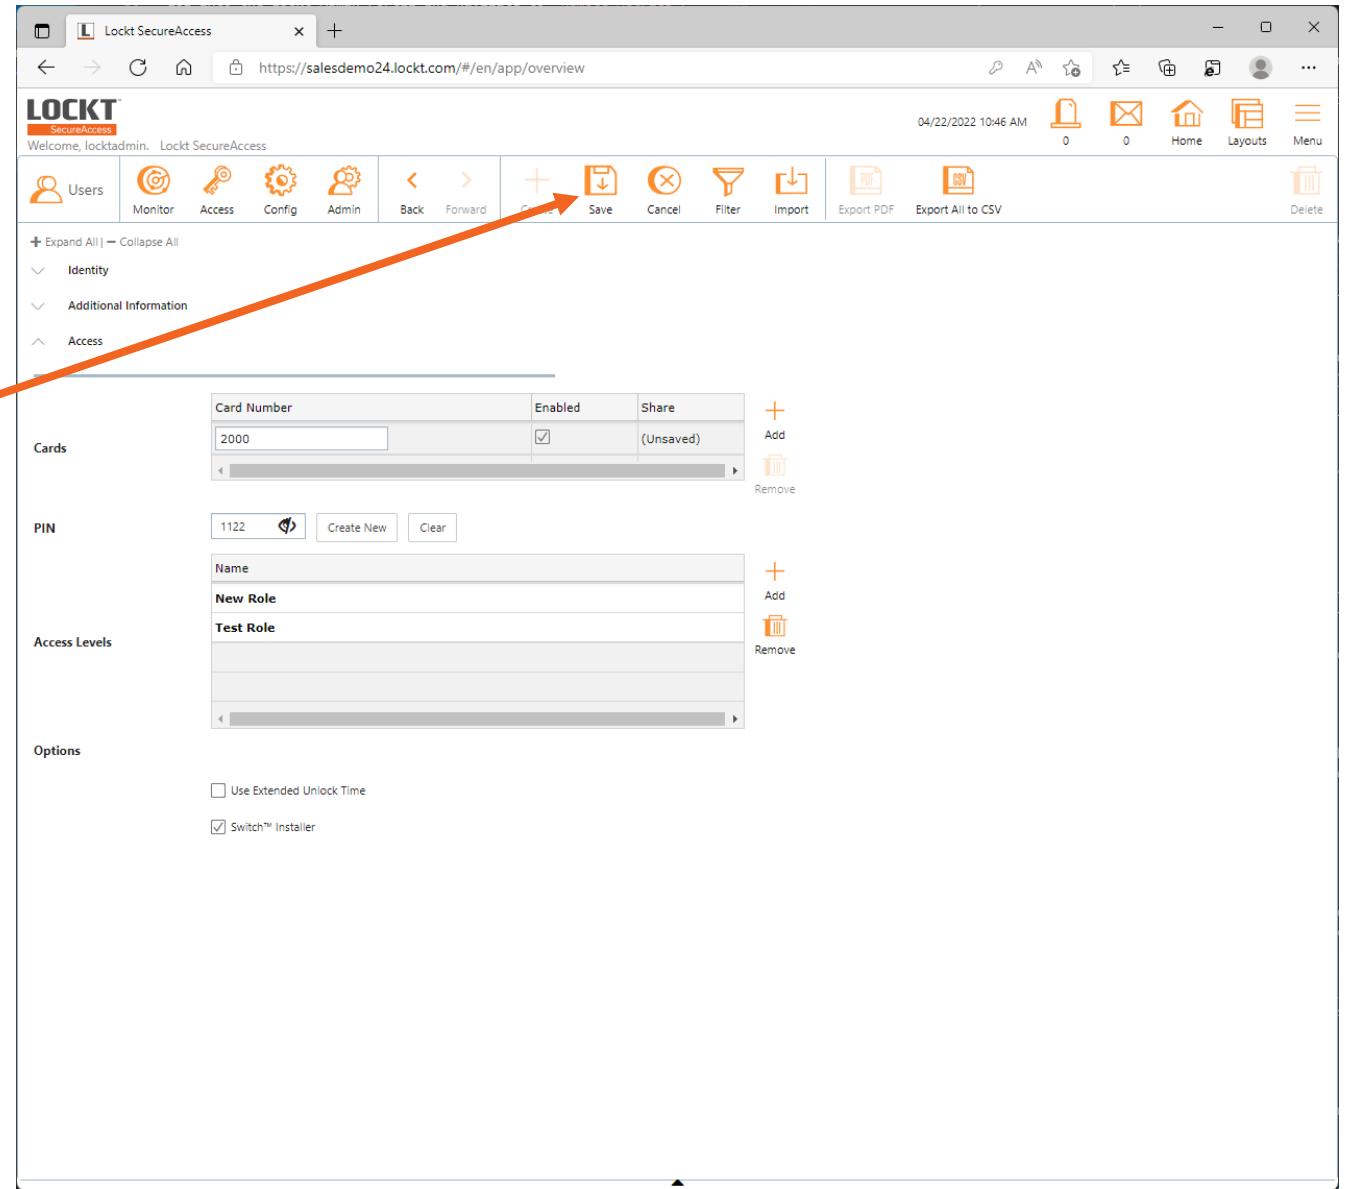 Lockt SecureAccess
https://salesdemo24.lockt.com/#/en/app/overview
LOCKT
SecureAccess
Welcome, locktadmin. Lockt SecureAccess
04/22/2022 10:46 AM
0
0
Home
Layouts
Menu
Users
Monitor
Access
Config
Admin
Back
Forward
Save
Cancel
Filter
Import
PDF
Export PDF
CSV
Export All to CSV
Delete
Expand All | — Collapse All
Identity
Additional Information
Access
Card Number Enabled Share
Cards
2000 (Unsaved)
Add
Remove
PIN
1122 Create New Clear
Name
New Role
Test Role
Add
Remove
Access Levels
Options
Use Extended Unlock Time
Switch™ Installer